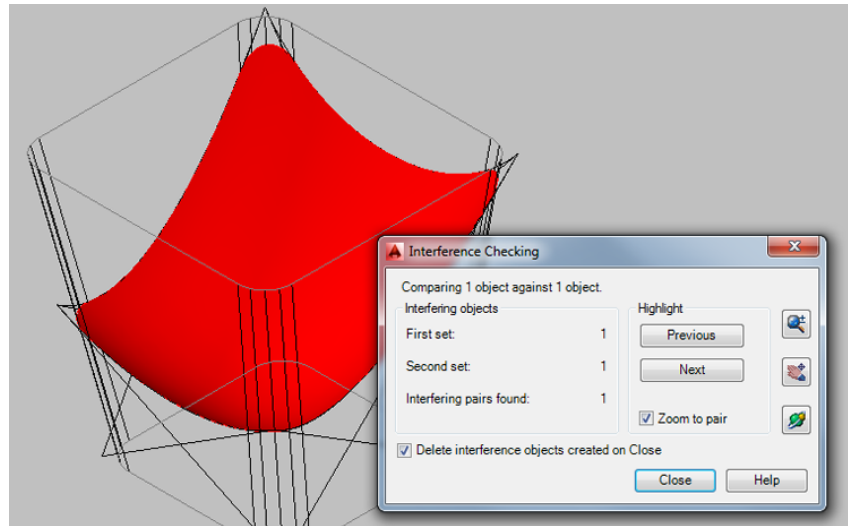 Interference Checking
Comparing 1 object against 1 object.
Interfering objects
First set: 1
Second set: 1
Interfering pairs found: 1
Highlight
Previous
Next
Zoom to pair
Delete interference objects created on Close
Close Help